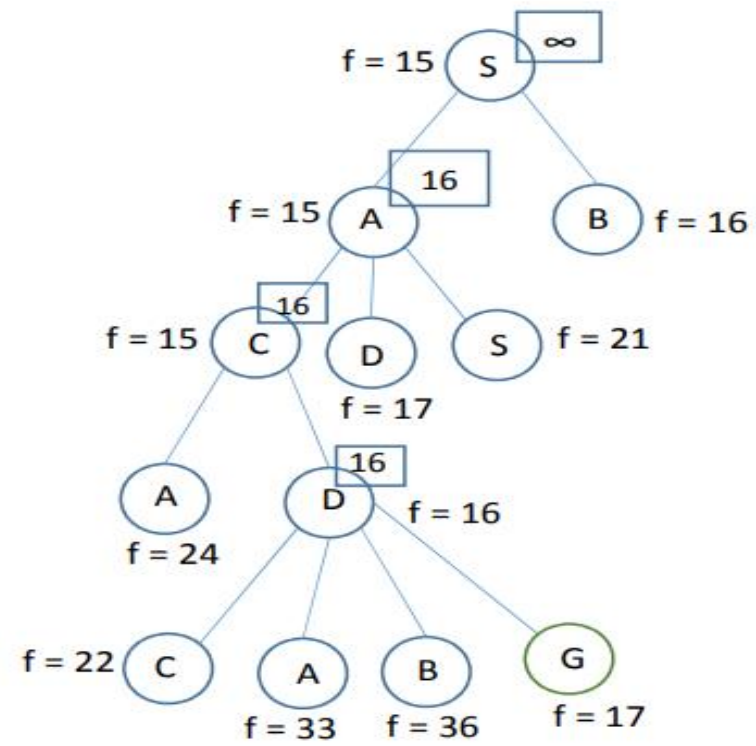 ∞
f = 15 S
16
f = 15 A B f = 16
16
f = 15 C D S f = 21
f = 17
16
A D f = 16
f = 24
f = 22 C A B G
f = 33 f = 36 f = 17